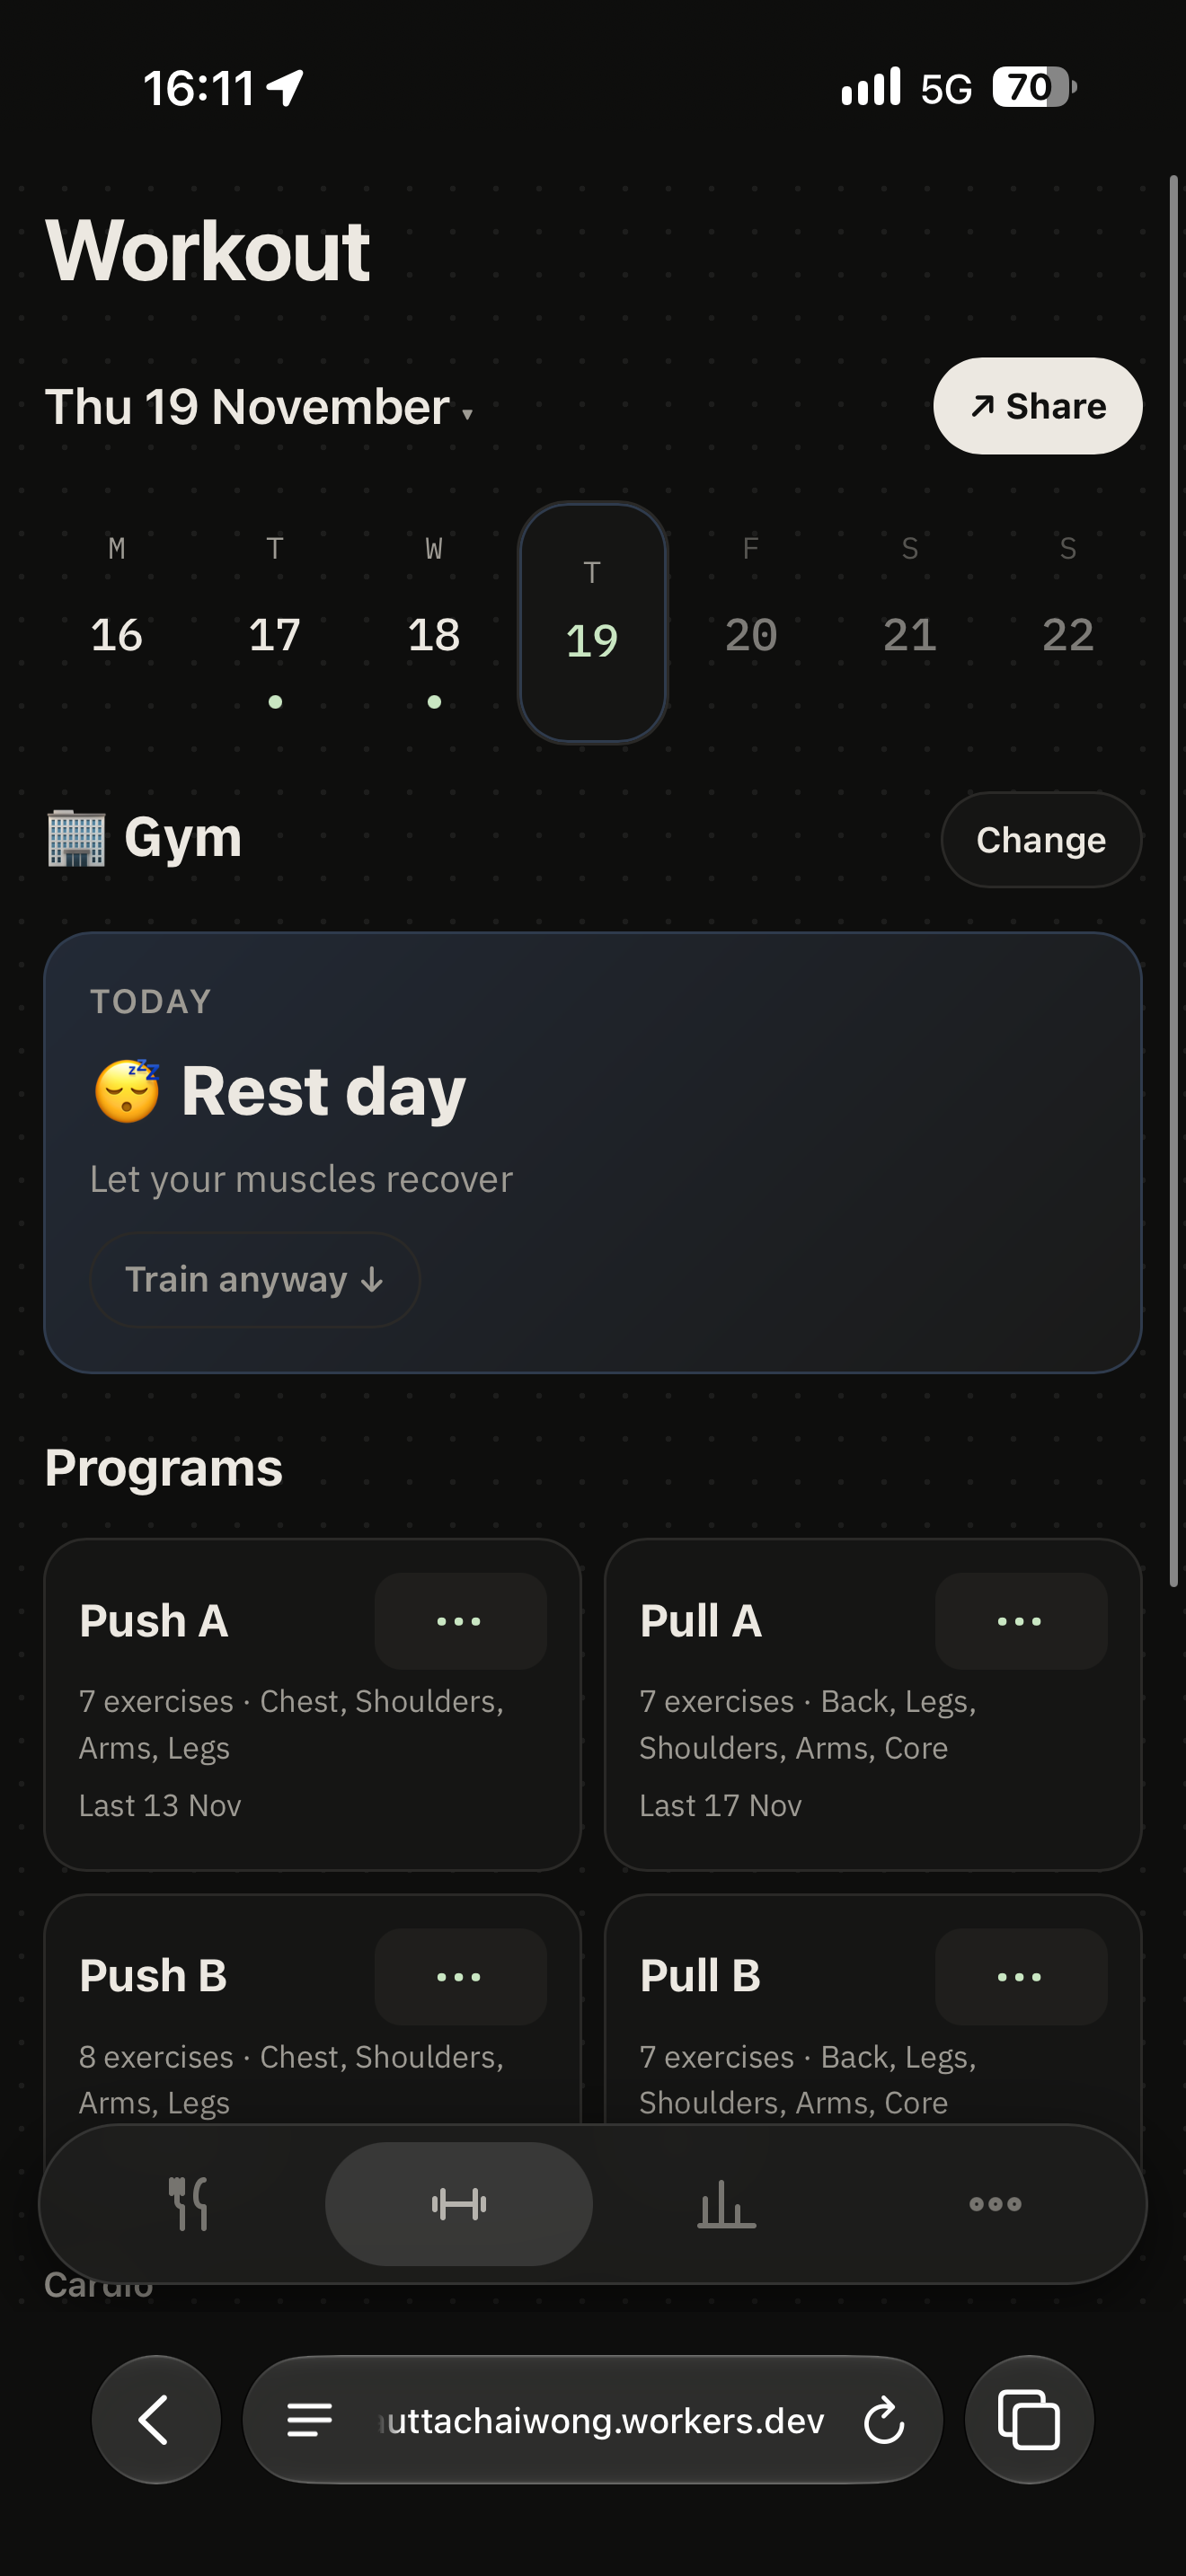 16:11
5G
70
Workout
Thu 19 November
Share
M T W T F S S
16 17 18 19 20 21 22
Gym
Change
TODAY
Rest day
Let your muscles recover
Train anyway ↓
Programs
Push A
7 exercises · Chest, Shoulders,
Arms, Legs
Last 13 Nov
Pull A
7 exercises · Back, Legs,
Shoulders, Arms, Core
Last 17 Nov
Push B
8 exercises · Chest, Shoulders,
Arms, Legs
Pull B
7 exercises · Back, Legs,
Shoulders, Arms, Core
Cardio
uttachaiwong.workers.dev